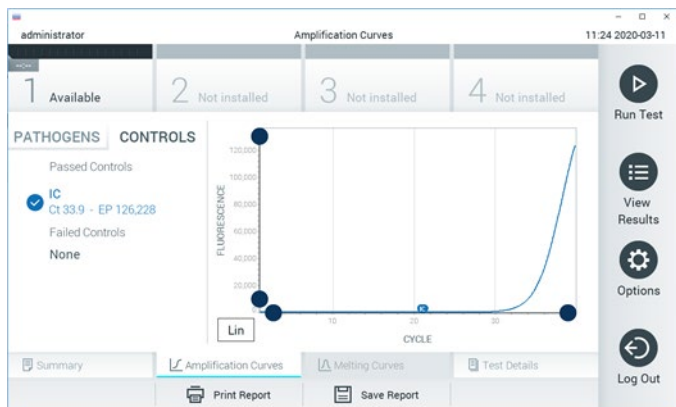 administrator
Amplification Curves
11:24 2020-03-11
1 Available
2 Not installed
3 Not installed
4 Not installed
Run Test
PATHOGENS CONTROLS
Passed Controls
IC
Ct 33.9 - EP 126,228
Failed Controls
None
FLUORESCENCE
120,000
100,000
80,000
60,000
40,000
20,000
0
10
20
30
IC
CYCLE
Lin
View
Results
Options
Log Out
Summary
Amplification Curves
Melting Curves
Test Details
Print Report
Save Report